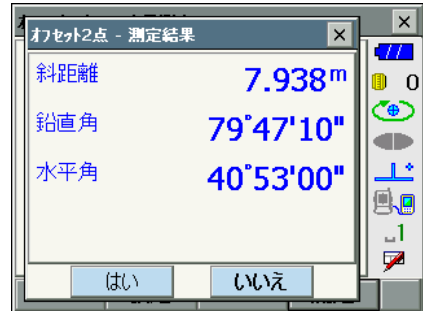 ｵﾌｾｯﾄ2点 - 測定結果
斜距離 7.938m
鉛直角 79°47'10"
水平角 40°53'00"
はい いいえ
0
1